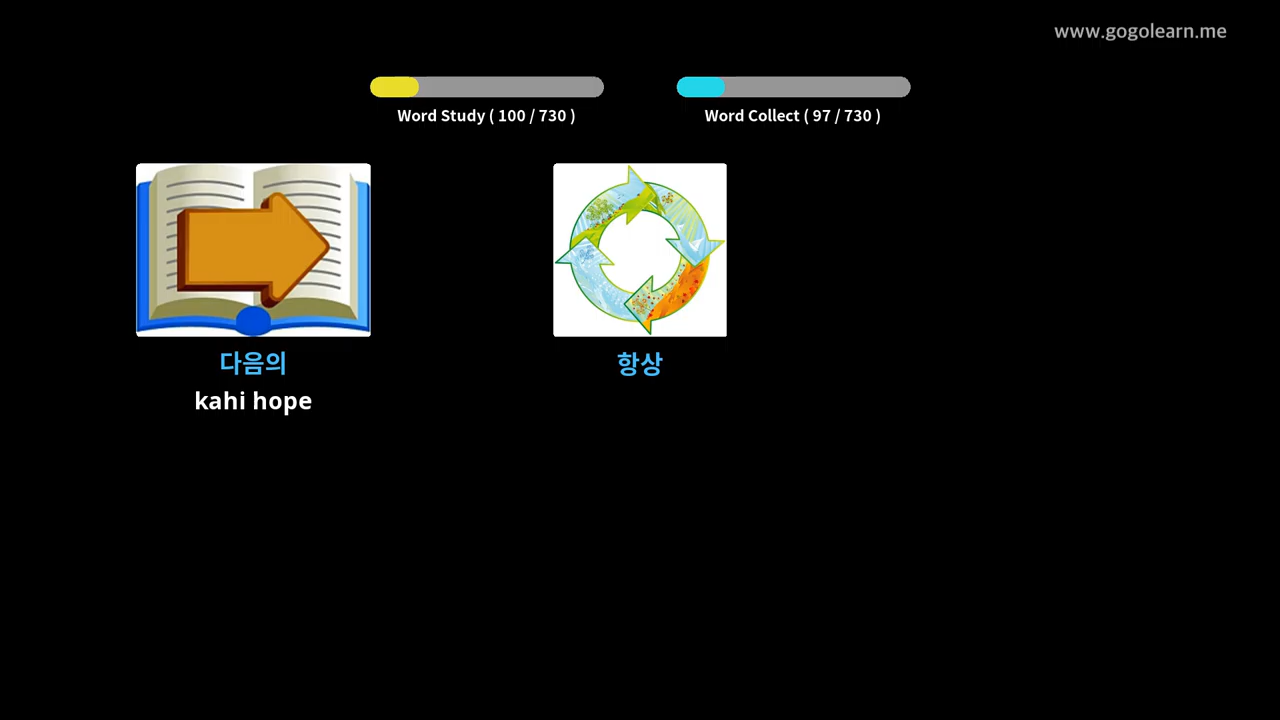 www.gogolearn.me
Word Study ( 100 / 730 )
Word Collect ( 97 / 730 )
다음의
항상
kahi hope